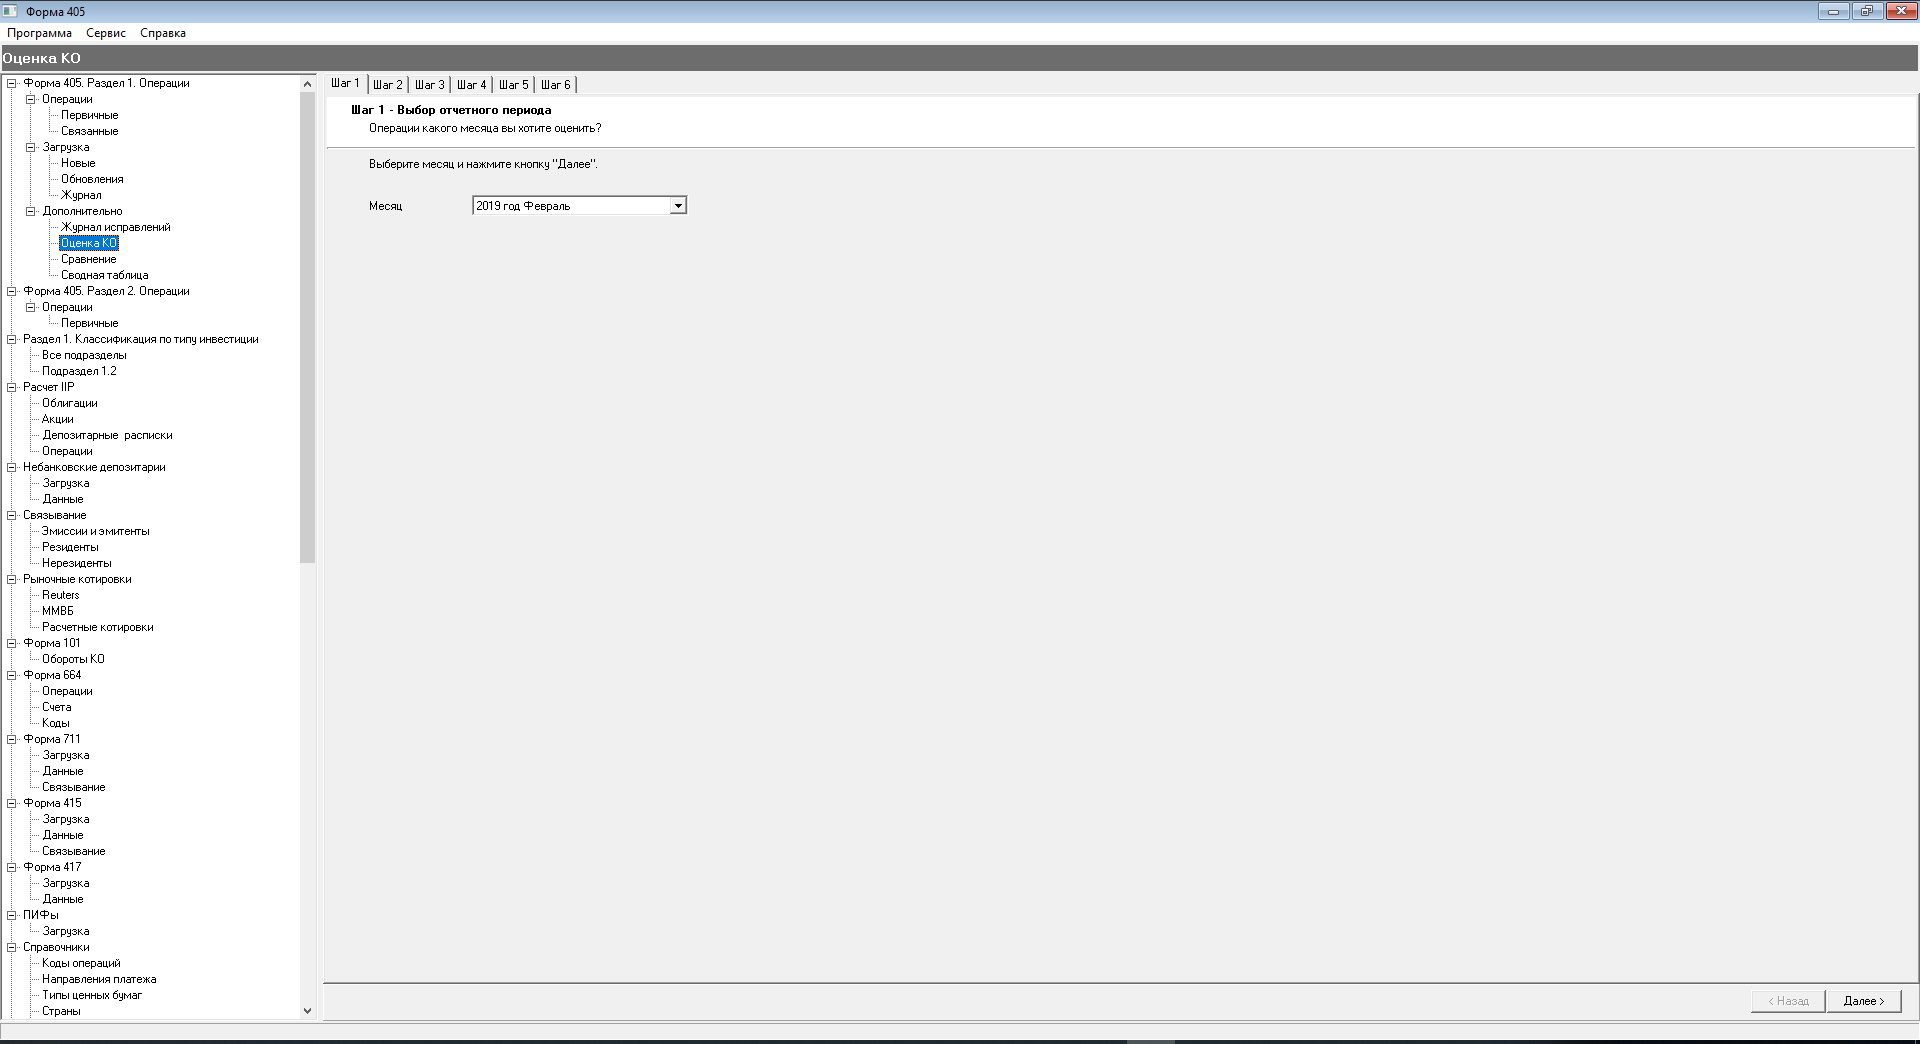 Форма 405
Программа Сервис Справка
Оценка КО
Форма 405. Раздел 1. Операции
Операции
Первичные
Связанные
Загрузка
Новые
Обновления
Журнал
Дополнительно
Журнал исправлений
Оценка КО
Сравнение
Сводная таблица
Форма 405. Раздел 2. Операции
Операции
Первичные
Раздел 1. Классификация по типу инвестиции
Все подразделы
Подраздел 1.2
Расчет IIP
Облигации
Акции
Депозитарные  расписки
Операции
Небанковские депозитарии
Загрузка
Данные
Связывание
Эмиссии и эмитенты
Резиденты
Нерезиденты
Рыночные котировки
Reuters
ММВБ
Расчетные котировки
Форма 101
Обороты КО
Форма 664
Операции
Счета
Коды
Форма 711
Загрузка
Данные
Связывание
Форма 415
Загрузка
Данные
Связывание
Форма 417
Загрузка
Данные
ПИФы
Загрузка
Справочники
Коды операций
Направления платежа
Типы ценных бумаг
Страны
Шаг 1 Шаг 2 Шаг 3 Шаг 4 Шаг 5 Шаг 6
Шаг 1 - Выбор отчетного периода
Операции какого месяца вы хотите оценить?
Выберите месяц и нажмите кнопку "Далее".
Месяц 2019 год Февраль
< Назад Далее >